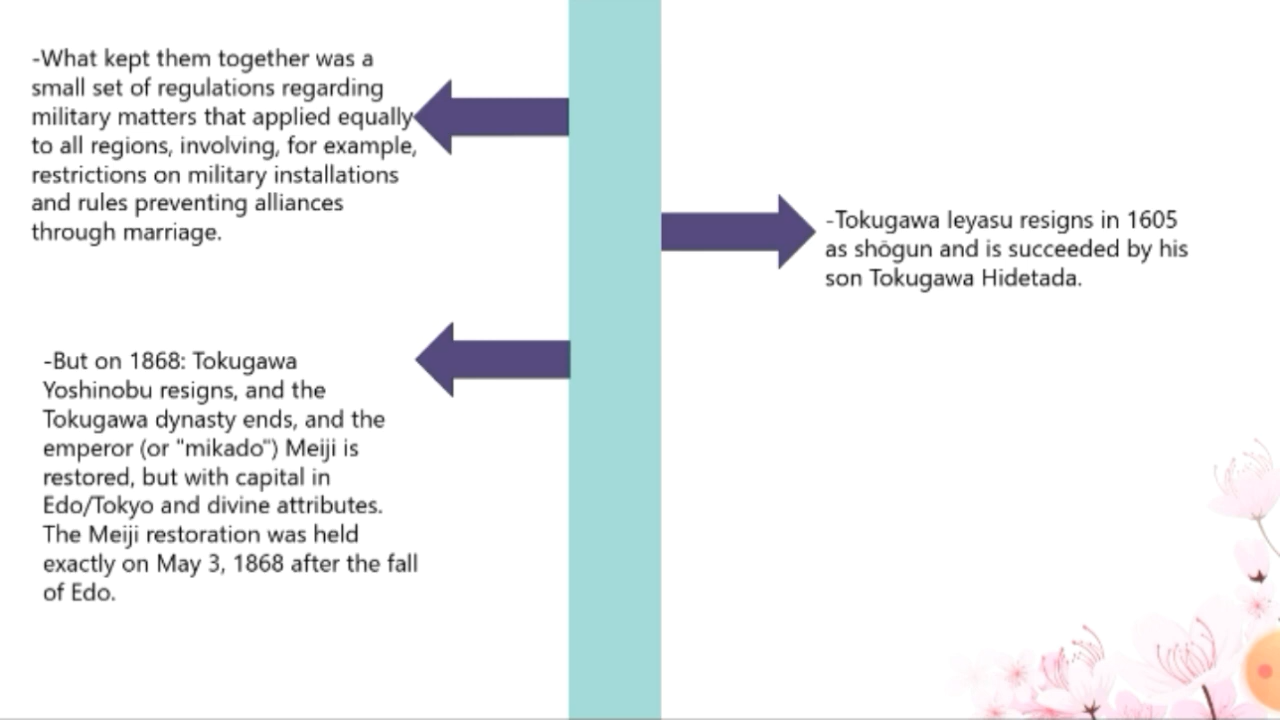 -What kept them together was a
small set of regulations regarding
military matters that applied equally
to all regions, involving, for example,
restrictions on military installations
and rules preventing alliances
through marriage.
-Tokugawa Ieyasu resigns in 1605
as shōgun and is succeeded by his
son Tokugawa Hidetada.
-But on 1868: Tokugawa
Yoshinobu resigns, and the
Tokugawa dynasty ends, and the
emperor (or "mikado") Meiji is
restored, but with capital in
Edo/Tokyo and divine attributes.
The Meiji restoration was held
exactly on May 3, 1868 after the fall
of Edo.